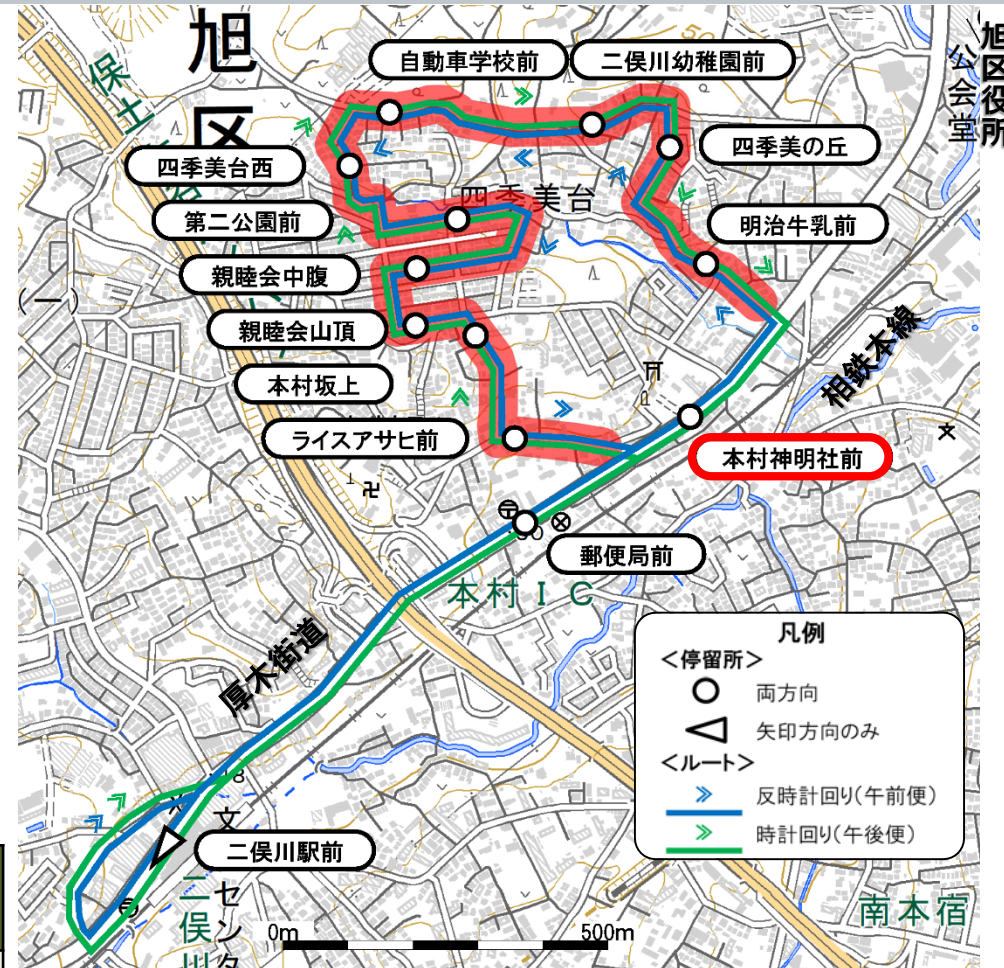 旭区
旭区役所
公会堂
保土
自動車学校前
二俣川幼稚園前
四季美台西
四季美の丘
四季美台
第二公園前
明治牛乳前
親睦会中腹
(一)
親睦会山頂
相鉄本線
本村坂上
ライスアサヒ前
本村神明社前
郵便局前
本村IC
厚木街道
二俣川駅前
二俣川
文
センタ
南本宿
0m
500m
凡例
<停留所>
両方向
矢印方向のみ
<ルート>
反時計回り(午前便)
時計回り(午後便)